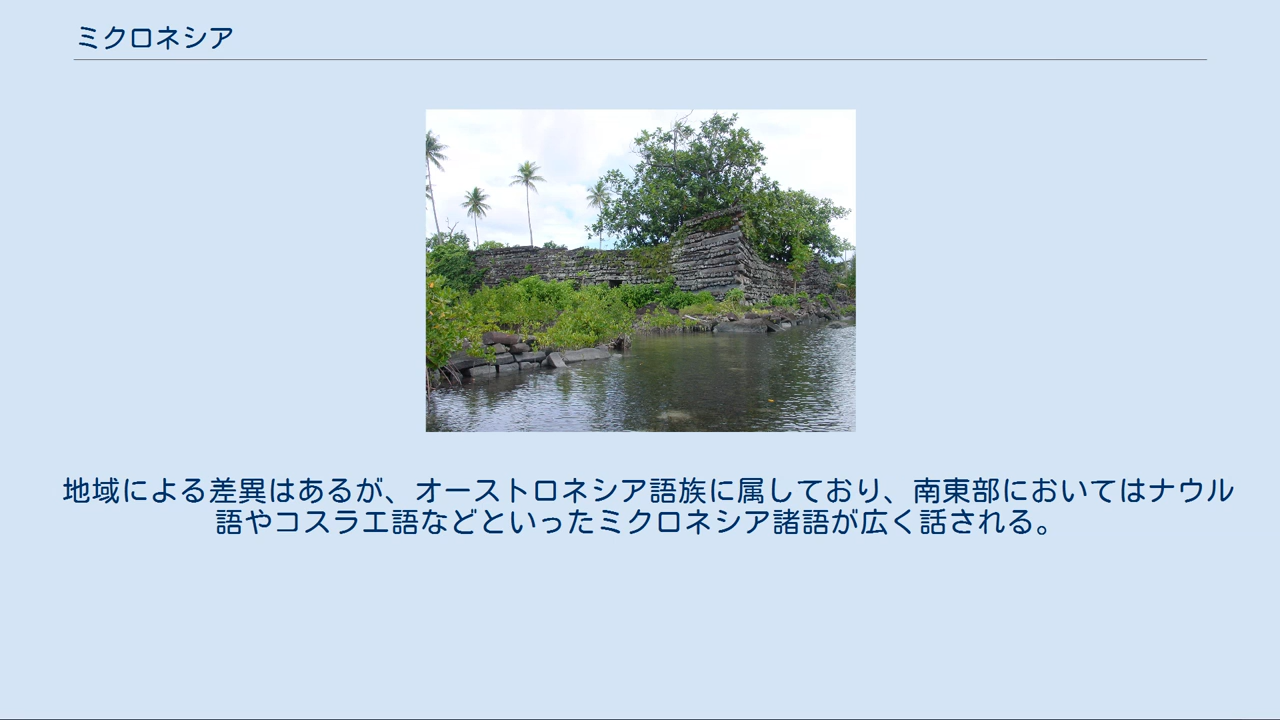 ミクロネシア
地域による差異はあるが、オーストロネシア語族に属しており、南東部においてはナウル
語やコスラエ語などといったミクロネシア諸語が広く話される。